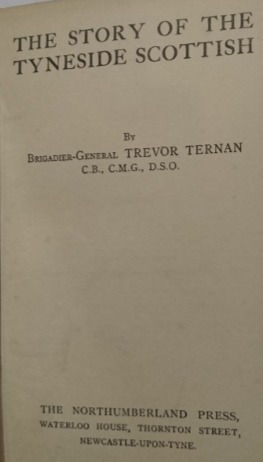 THE STORY OF THE
TYNESIDE SCOTTISH
BY
BRIGADIER-GENERAL TREVOR TERNAN
C.B., C.M.G., D.S.O.
THE NORTHUMBERLAND PRESS,
WATERLOO HOUSE, THORNTON STREET,
NEWCASTLE-UPON-TYNE.